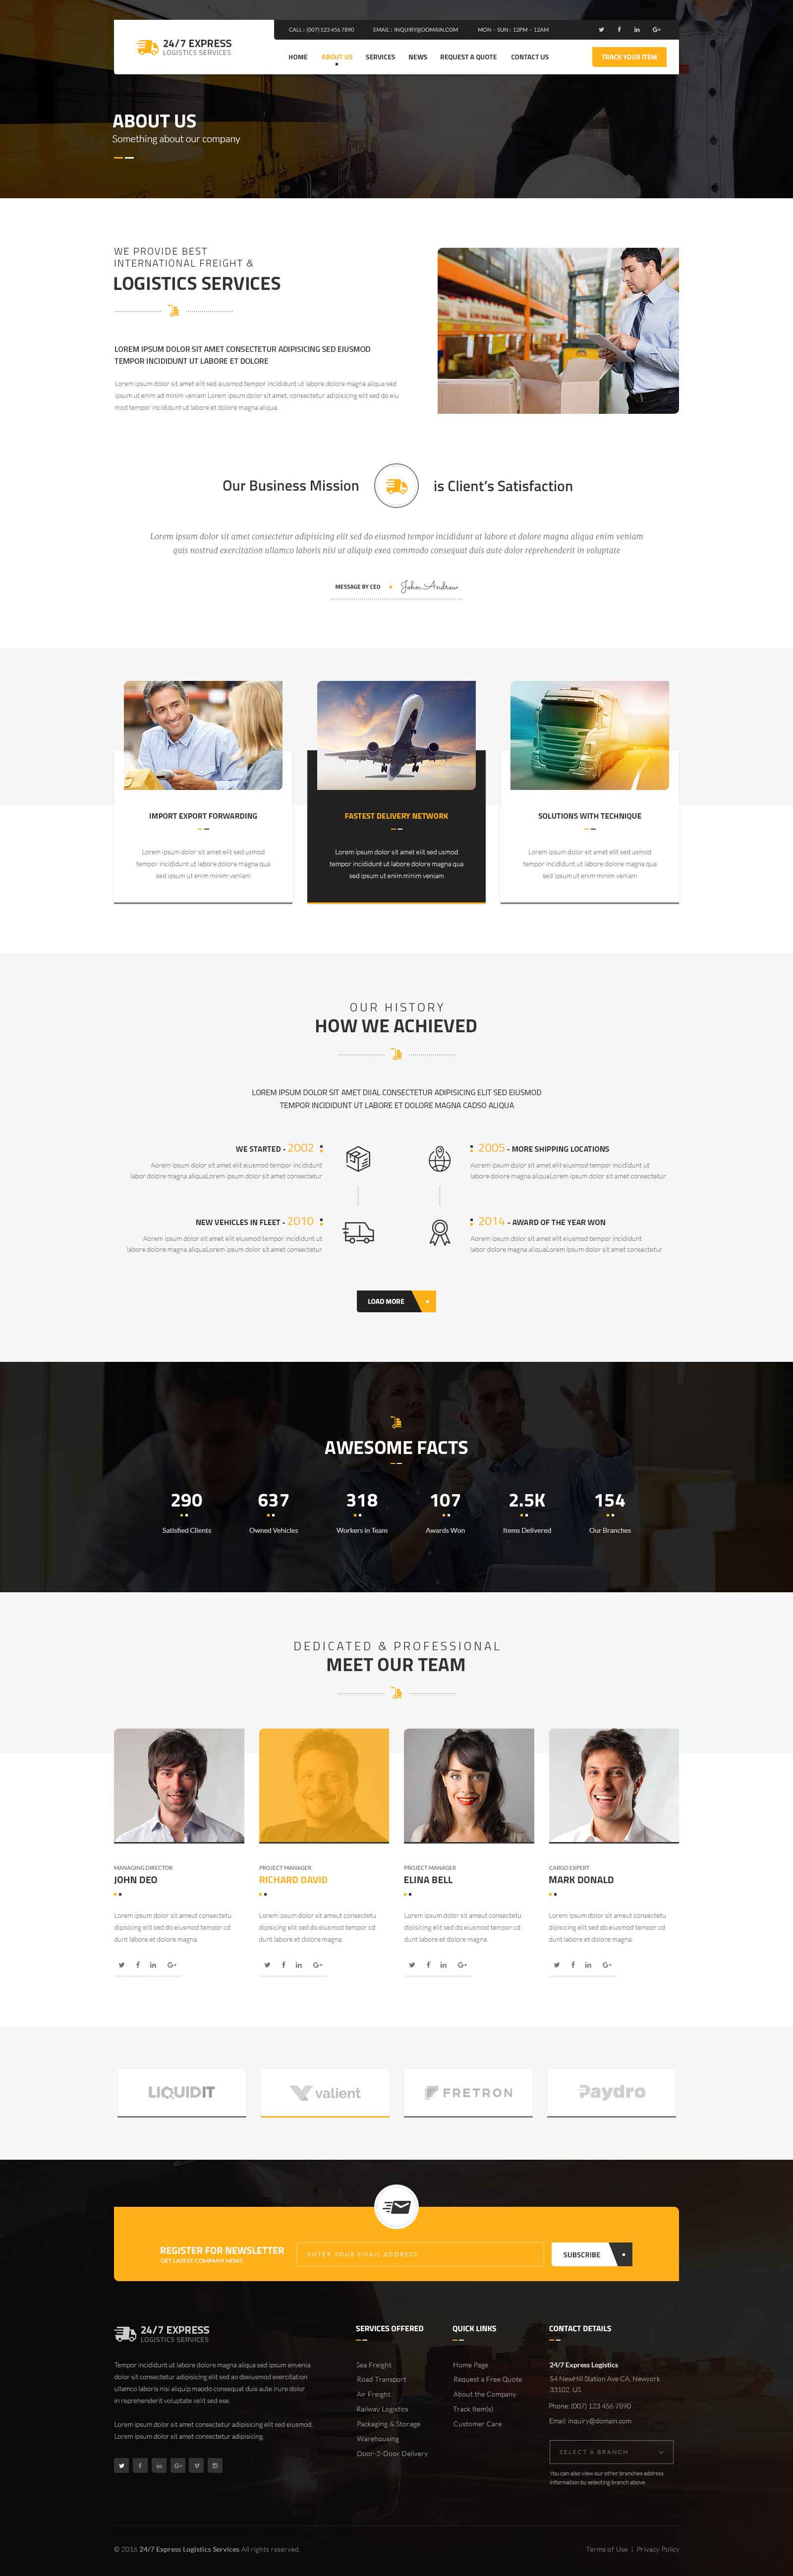 24/7 EXPRESS
LOGISTICS SERVICES
CALL : (007) 123 456 7890
EMAIL : INQUIRY@DOMAIN.COM
MON - SUN : 12PM - 12AM
HOME
ABOUT US
SERVICES
NEWS
REQUEST A QUOTE
CONTACT US
TRACK YOUR ITEM
ABOUT US
Something about our company
WE PROVIDE BEST
INTERNATIONAL FREIGHT &
LOGISTICS SERVICES
LOREM IPSUM DOLOR SIT AMET CONSECTETUR ADIPISICING SED EIUSMOD
TEMPOR INCIDIDUNT UT LABORE ET DOLORE
Lorem ipsum dolor sit amet elit sed eiusmod tempor incididunt ut labore dolore magna aliqua sed
ipsum ut enim ad minim veniam Lorem ipsum dolor sit amet, consectetur adipisicing elit sed do eiu
mod tempor incididunt ut labore et dolore magna aliqua.
Our Business Mission
is Client's Satisfaction
Lorem ipsum dolor sit amet consectetur adipisicing elit sed do eiusmod tempor incididunt ut labore et dolore magna aliqua enim veniam
quis nostrud exercitation ullamco laboris nisi ut aliquip exea commodo consequat duis aute dolor reprehenderit in voluptate
MESSAGE BY CEO
John Andrew
IMPORT EXPORT FORWARDING
Lorem ipsum dolor sit amet elit sed usmod
tempor incididunt ut labore dolore magna qua
sed ipsum ut enim minim veniam
FASTEST DELIVERY NETWORK
Lorem ipsum dolor sit amet elit sed usmod
tempor incididunt ut labore dolore magna qua
sed ipsum ut enim minim veniam
SOLUTIONS WITH TECHNIQUE
Lorem ipsum dolor sit amet elit sed usmod
tempor incididunt ut labore dolore magna qua
sed ipsum ut enim minim veniam
OUR HISTORY
HOW WE ACHIEVED
LOREM IPSUM DOLOR SIT AMET DIIAL CONSECTETUR ADIPISICING ELIT SED EIUSMOD
TEMPOR INCIDIDUNT UT LABORE ET DOLORE MAGNA CADSO ALIQUA
WE STARTED - 2002
Aorem ipsum dolor sit amet elit eiusmod tempor incididunt
labor dolore magna aliquaLorem ipsum dolor sit amet consectetur
2005 - MORE SHIPPING LOCATIONS
Aorem ipsum dolor sit amet elit eiusmod tempor incididunt ut
labore dolore magna aliquaLorem ipsum dolor sit amet consectetur
NEW VEHICLES IN FLEET - 2010
Aorem ipsum dolor sit amet elit eiusmod tempor incididunt ut
labore dolore magna aliquaLorem ipsum dolor sit amet consectetur
2014 - AWARD OF THE YEAR WON
Aorem ipsum dolor sit amet elit eiusmod tempor incididunt
labor dolore magna aliquaLorem ipsum dolor sit amet consectetur
LOAD MORE
AWESOME FACTS
290
637
318
107
2.5K
154
Satisfied Clients
Owned Vehicles
Workers in Team
Awards Won
Items Delivered
Our Branches
DEDICATED & PROFESSIONAL
MEET OUR TEAM
MANAGING DIRECTOR
JOHN DEO
Lorem ipsum dolor sit ameut consectetu
dipisicing elit sed do eiusmod tempor cd
dunt labore et dolore magna.
PROJECT MANAGER
RICHARD DAVID
Lorem ipsum dolor sit ameut consectetu
dipisicing elit sed do eiusmod tempor cd
dunt labore et dolore magna.
PROJECT MANAGER
ELINA BELL
Lorem ipsum dolor sit ameut consectetu
dipisicing elit sed do eiusmod tempor cd
dunt labore et dolore magna.
CARGO EXPERT
MARK DONALD
Lorem ipsum dolor sit ameut consectetu
dipisicing elit sed do eiusmod tempor cd
dunt labore et dolore magna.
LIQUIDIT
valient
FRETRON
Paydro
REGISTER FOR NEWSLETTER
GET LATEST COMPANY NEWS
ENTER YOUR EMAIL ADDRESS
SUBSCRIBE
24/7 EXPRESS
LOGISTICS SERVICES
Tempor incididunt ut labore dolore magna aliqua sed ipsum envenia
dol sit consectetur adipisicing elit sed ao dxeiusmod exercitation
ullamco laboris nisi aliquip maodo consequat duis aute irure dolor
in reprehenderit voluptate velit sed ese.
Lorem ipsum dolor sit amet consectetur adipisicing elit sed eiusmod,
Lorem ipsum dolor sit amet consectetur adipisicing.
SERVICES OFFERED
Sea Freight
Road Transport
Air Freight
Railway Logistics
Packaging & Storage
Warehousing
Door-2-Door Delivery
QUICK LINKS
Home Page
Request a Free Quote
About the Company
Track Item(s)
Customer Care
CONTACT DETAILS
24/7 Express Logistics
54 NewHill Station Ave CA, Newyork
33102. US
Phone: (007) 123 456 7890
Email: inquiry@domain.com
SELECT A BRANCH
You can also view our other branches address
information by selecting branch above.
© 2016 24/7 Express Logistics Services All rights reserved.
Terms of Use | Privacy Policy